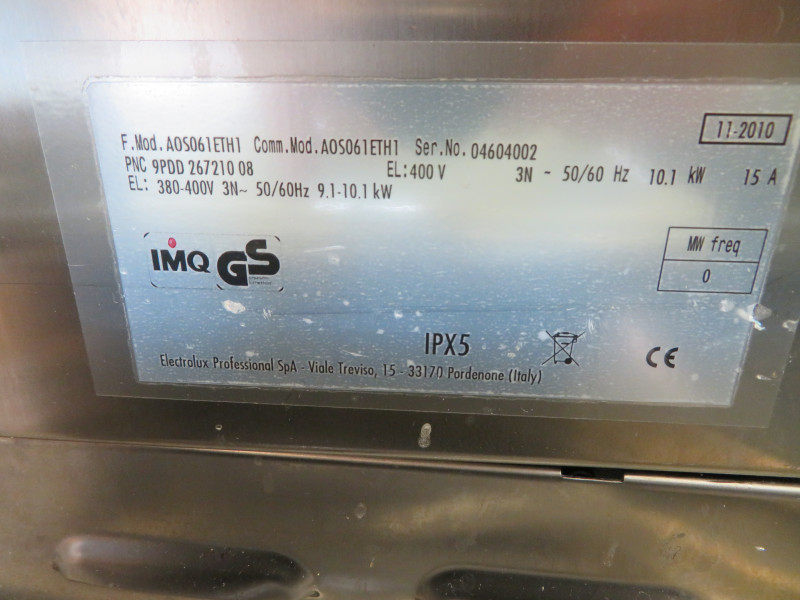 11-2010
F.Mod. AOS061ETH1 Comm.Mod. AOS061ETH1 Ser.No. 04604002
PNC 9PDD 267210 08 EL: 400 V 3N ~ 50/60 Hz 10.1 kW 15 A
EL: 380-400V 3N~ 50/60Hz 9.1-10.1 kW
IMQ GS
MW freq
0
IPX5
CE
Electrolux Professional SpA - Viale Treviso, 15 - 33170 Pordenone (Italy)